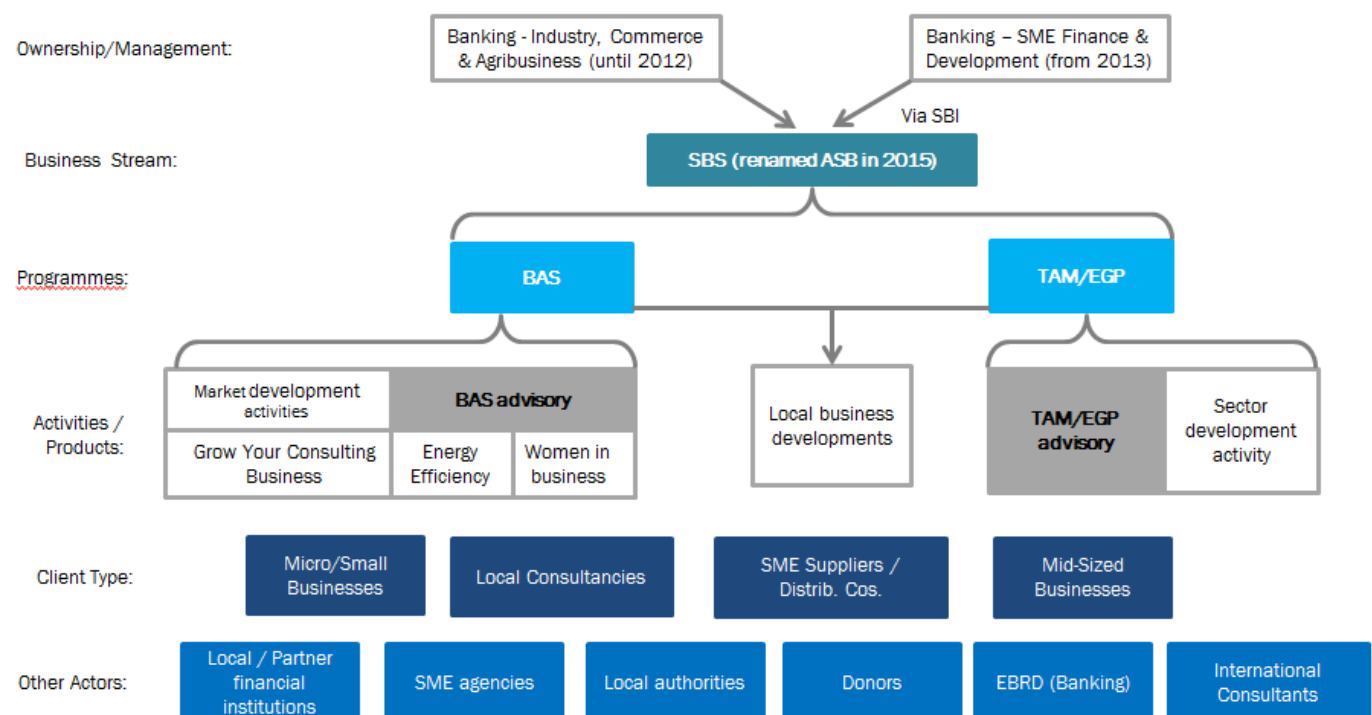 Ownership/Management:
Banking - Industry, Commerce
& Agribusiness (until 2012)
Banking – SME Finance &
Development (from 2013)
Via SBI
Business Stream:
SBS (renamed ASB in 2015)
Programmes:
BAS
TAM/EGP
Activities /
Products:
Market development
activities
BAS advisory
Grow Your Consulting
Business
Energy
Efficiency
Women in
business
Local business
developments
TAM/EGP
advisory
Sector
development
activity
Client Type:
Micro/Small
Businesses
Local Consultancies
SME Suppliers /
Distrib. Cos.
Mid-Sized
Businesses
Other Actors:
Local / Partner
financial
institutions
SME agencies
Local authorities
Donors
EBRD (Banking)
International
Consultants